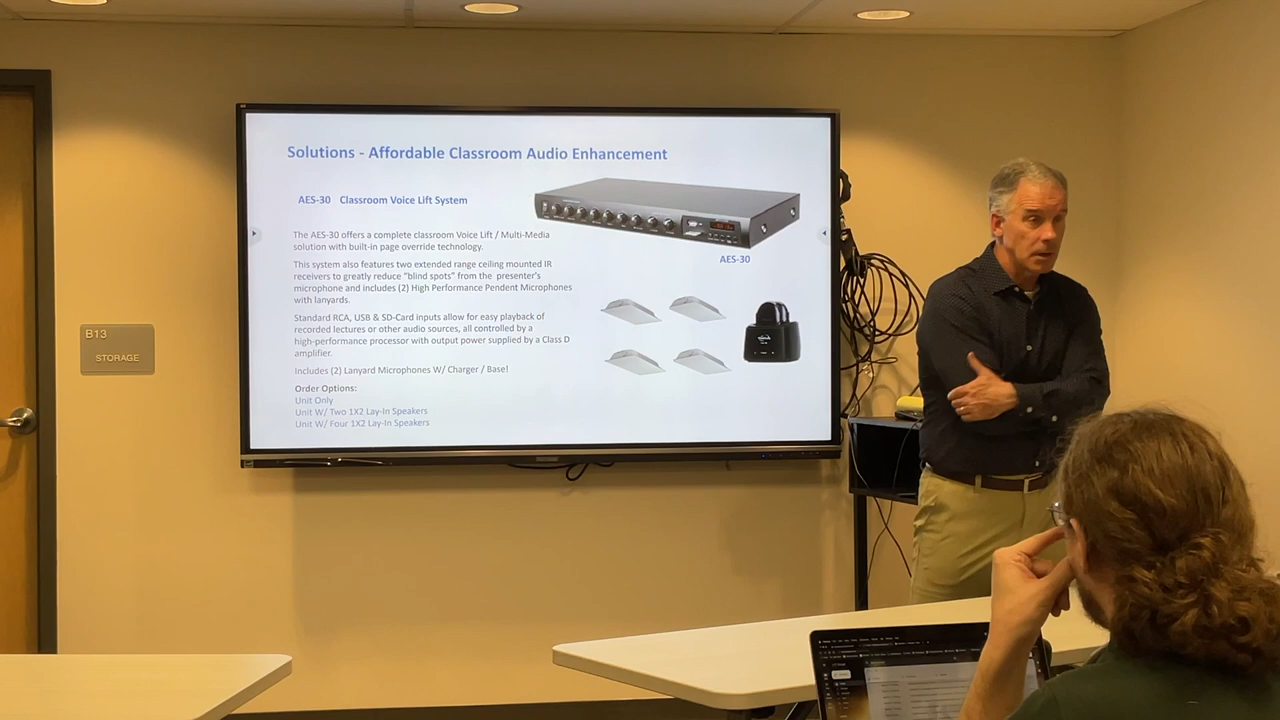 Solutions - Affordable Classroom Audio Enhancement
AES-30 Classroom Voice Lift System
The AES-30 offers a complete classroom Voice Lift / Multi-Media
solution with built-in page override technology.
This system also features two extended range ceiling mounted IR
receivers to greatly reduce "blind spots" from the presenter's
microphone and includes (2) High Performance Pendent Microphones
with lanyards.
Standard RCA, USB & SD-Card inputs allow for easy playback of
recorded lectures or other audio sources, all controlled by a
high-performance processor with output power supplied by a Class D
amplifier.
Includes (2) Lanyard Microphones W/ Charger / Base!
Order Options:
Unit Only
Unit W/ Two 1X2 Lay-In Speakers
Unit W/ Four 1X2 Lay-In Speakers
AES-30
B13
STORAGE